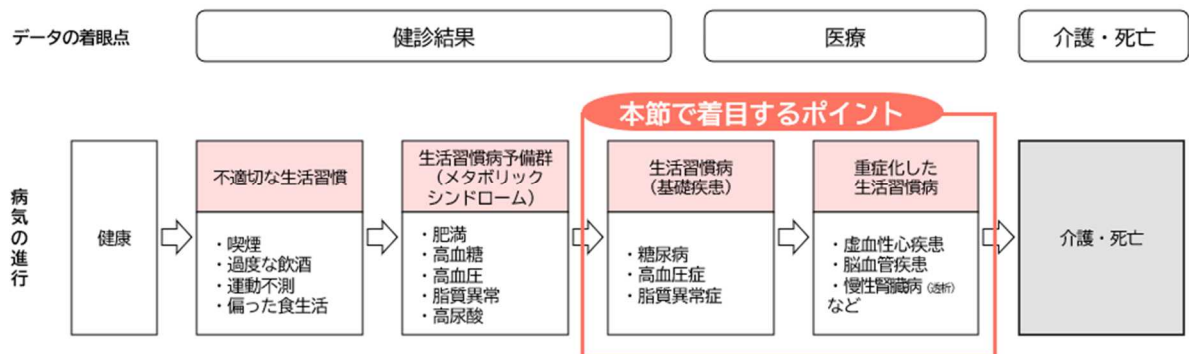 データの着眼点
健診結果
医療
介護・死亡
本節で着目するポイント
病気の進行
健康
不適切な生活習慣
・喫煙
・過度な飲酒
・運動不測
・偏った食生活
生活習慣病予備群
（メタボリック
シンドローム）
・肥満
・高血糖
・高血圧
・脂質異常
・高尿酸
生活習慣病
（基礎疾患）
・糖尿病
・高血圧症
・脂質異常症
重症化した
生活習慣病
・虚血性心疾患
・脳血管疾患
・慢性腎臓病（透析）
など
介護・死亡